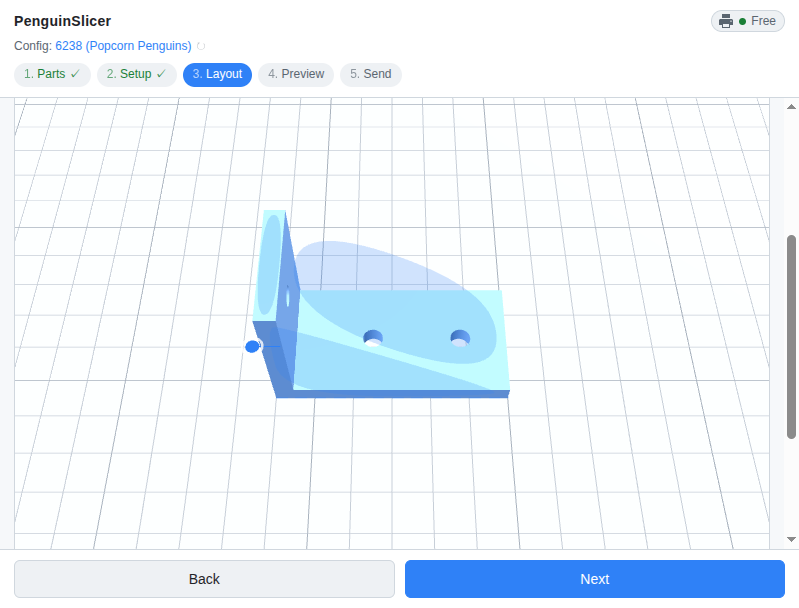 PenguinSlicer
Free
Config: 6238 (Popcorn Penguins)
1. Parts ✓
2. Setup ✓
3. Layout
4. Preview
5. Send
Back
Next